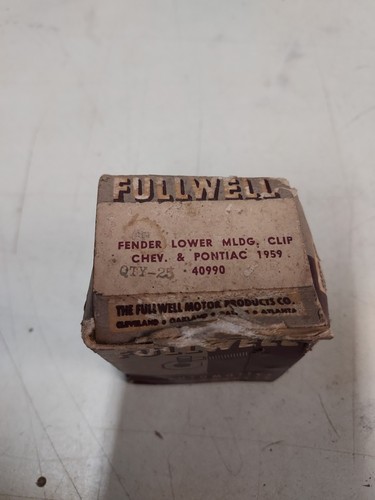 FULLWELL
FENDER LOWER MLDG. CLIP
CHEV. & PONTIAC 1959
QTY-25 40990
THE FULLWELL MOTOR PRODUCTS CO.
CLEVELAND • OAKLAND • • ATLANTA